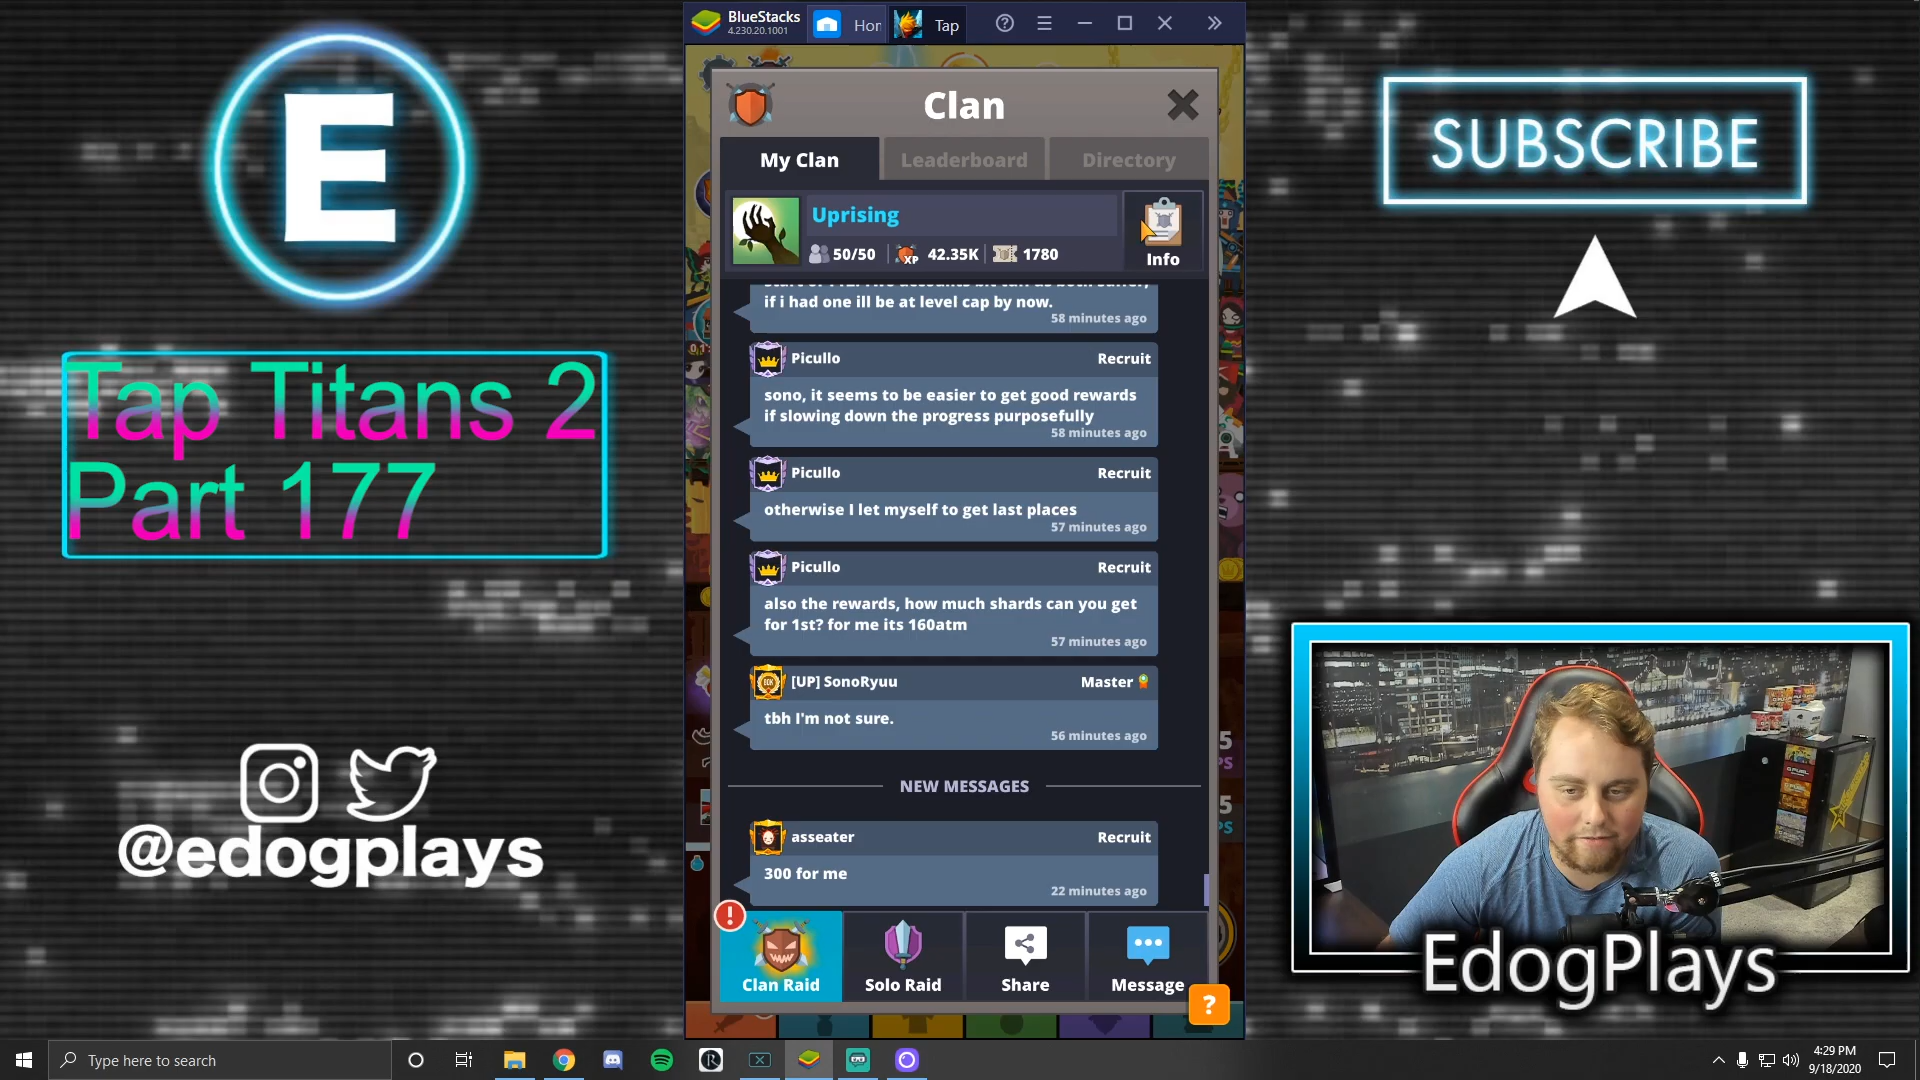 BlueStacks
4.230.20.1001
Hor
Tap
E
SUBSCRIBE
Clan
My Clan
Leaderboard
Directory
Uprising
50/50
XP
42.35K
1780
Info
if i had one ill be at level cap by now.
58 minutes ago
Picullo
Recruit
sono, it seems to be easier to get good rewards
if slowing down the progress purposefully
58 minutes ago
Picullo
Recruit
otherwise I let myself to get last places
57 minutes ago
Picullo
Recruit
also the rewards, how much shards can you get
for 1st? for me its 160atm
57 minutes ago
[UP] SonoRyuu
Master
tbh I'm not sure.
56 minutes ago
NEW MESSAGES
asseater
Recruit
300 for me
22 minutes ago
Clan Raid
Solo Raid
Share
Message
?
Tap Titans 2
Part 177
@edogplays
EdogPlays
Type here to search
4:29 PM
9/18/2020